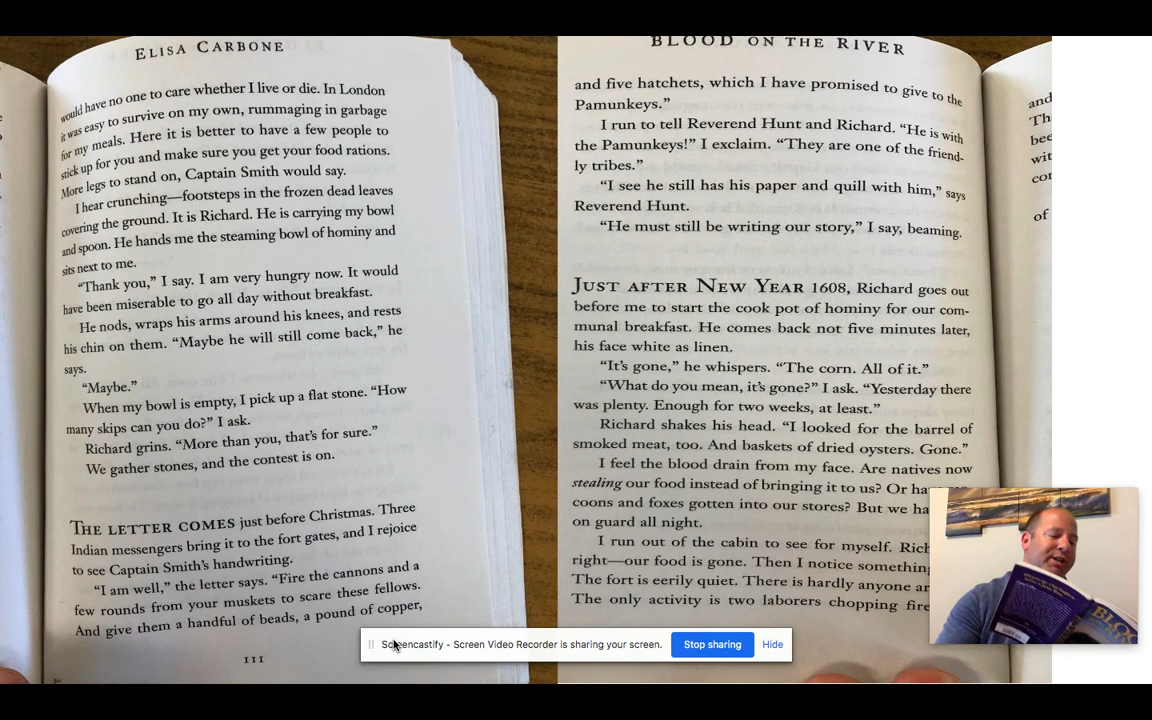 ELISA CARBONE
would have no one to care whether I live or die. In London
it was easy to survive on my own, rummaging in garbage
for my meals. Here it is better to have a few people to
stick up for you and make sure you get your food rations.
More legs to stand on, Captain Smith would say.
I hear crunching—footsteps in the frozen dead leaves
covering the ground. It is Richard. He is carrying my bowl
and spoon. He hands me the steaming bowl of hominy and
sits next to me.
“Thank you,” I say. I am very hungry now. It would
have been miserable to go all day without breakfast.
He nods, wraps his arms around his knees, and rests
his chin on them. “Maybe he will still come back,” he
says.
“Maybe.”
When my bowl is empty, I pick up a flat stone. “How
many skips can you do?” I ask.
Richard grins. “More than you, that’s for sure.”
We gather stones, and the contest is on.
THE LETTER COMES just before Christmas. Three
Indian messengers bring it to the fort gates, and I rejoice
to see Captain Smith’s handwriting.
“I am well,” the letter says. “Fire the cannons and a
few rounds from your muskets to scare these fellows.
And give them a handful of beads, a pound of copper,
111
BLOOD ON THE RIVER
and five hatchets, which I have promised to give to the
Pamunkeys.”
I run to tell Reverend Hunt and Richard. “He is with
the Pamunkeys!” I exclaim. “They are one of the friend-
ly tribes.”
“I see he still has his paper and quill with him,” says
Reverend Hunt.
“He must still be writing our story,” I say, beaming.
JUST AFTER NEW YEAR 1608, Richard goes out
before me to start the cook pot of hominy for our com-
munal breakfast. He comes back not five minutes later,
his face white as linen.
“It’s gone,” he whispers. “The corn. All of it.”
“What do you mean, it’s gone?” I ask. “Yesterday there
was plenty. Enough for two weeks, at least.”
Richard shakes his head. “I looked for the barrel of
smoked meat, too. And baskets of dried oysters. Gone.”
I feel the blood drain from my face. Are natives now
stealing our food instead of bringing it to us? Or ha
coons and foxes gotten into our stores? But we ha
on guard all night.
I run out of the cabin to see for myself. Rich
right—our food is gone. Then I notice something
The fort is eerily quiet. There is hardly anyone ar
The only activity is two laborers chopping fire
and
Th
bee
wit
con
of
Screencastify - Screen Video Recorder is sharing your screen.
Stop sharing
Hide